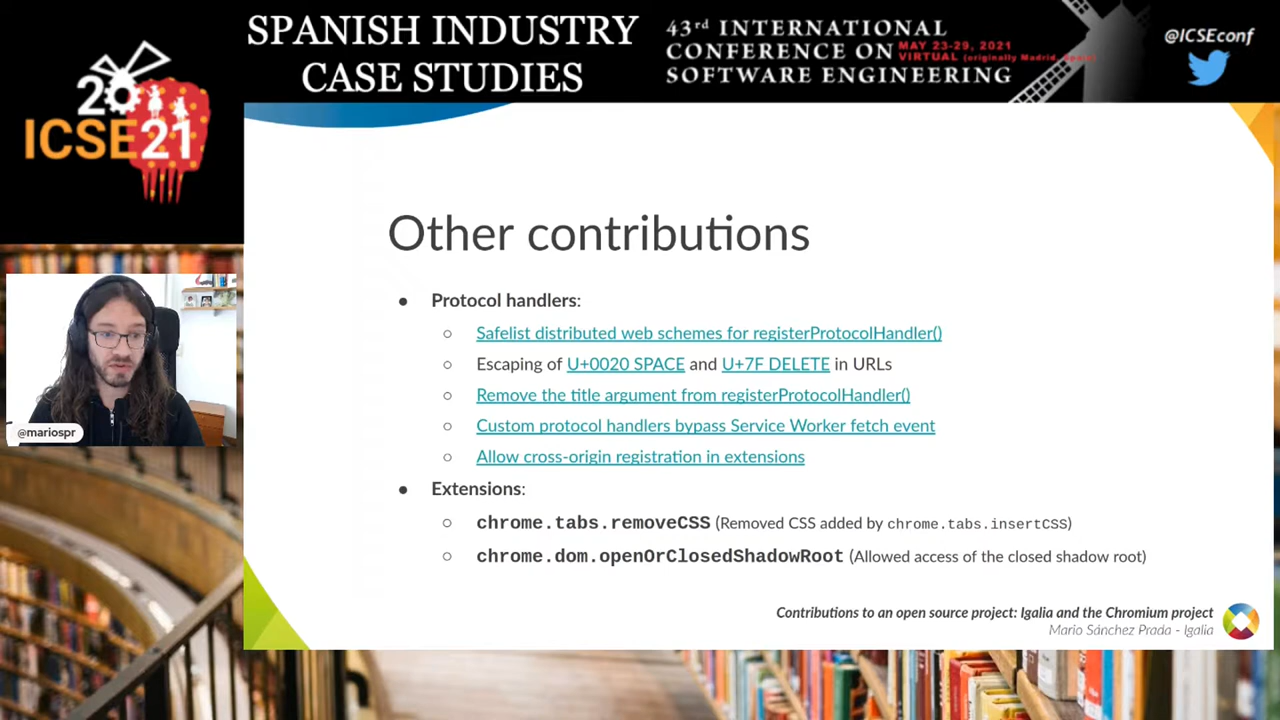 SPANISH INDUSTRY
CASE STUDIES
43rd INTERNATIONAL
CONFERENCE ON MAY 23-29, 2021
VIRTUAL (originally Madrid, Spain)
SOFTWARE ENGINEERING
@ICSEconf
20
ICSE21
Other contributions
● Protocol handlers:
○ Safelist distributed web schemes for registerProtocolHandler()
○ Escaping of U+0020 SPACE and U+7F DELETE in URLs
○ Remove the title argument from registerProtocolHandler()
○ Custom protocol handlers bypass Service Worker fetch event
○ Allow cross-origin registration in extensions
● Extensions:
○ chrome.tabs.removeCSS (Removed CSS added by chrome.tabs.insertCSS)
○ chrome.dom.openOrClosedShadowRoot (Allowed access of the closed shadow root)
@mariospr
Contributions to an open source project: Igalia and the Chromium project
Mario Sánchez Prada - Igalia